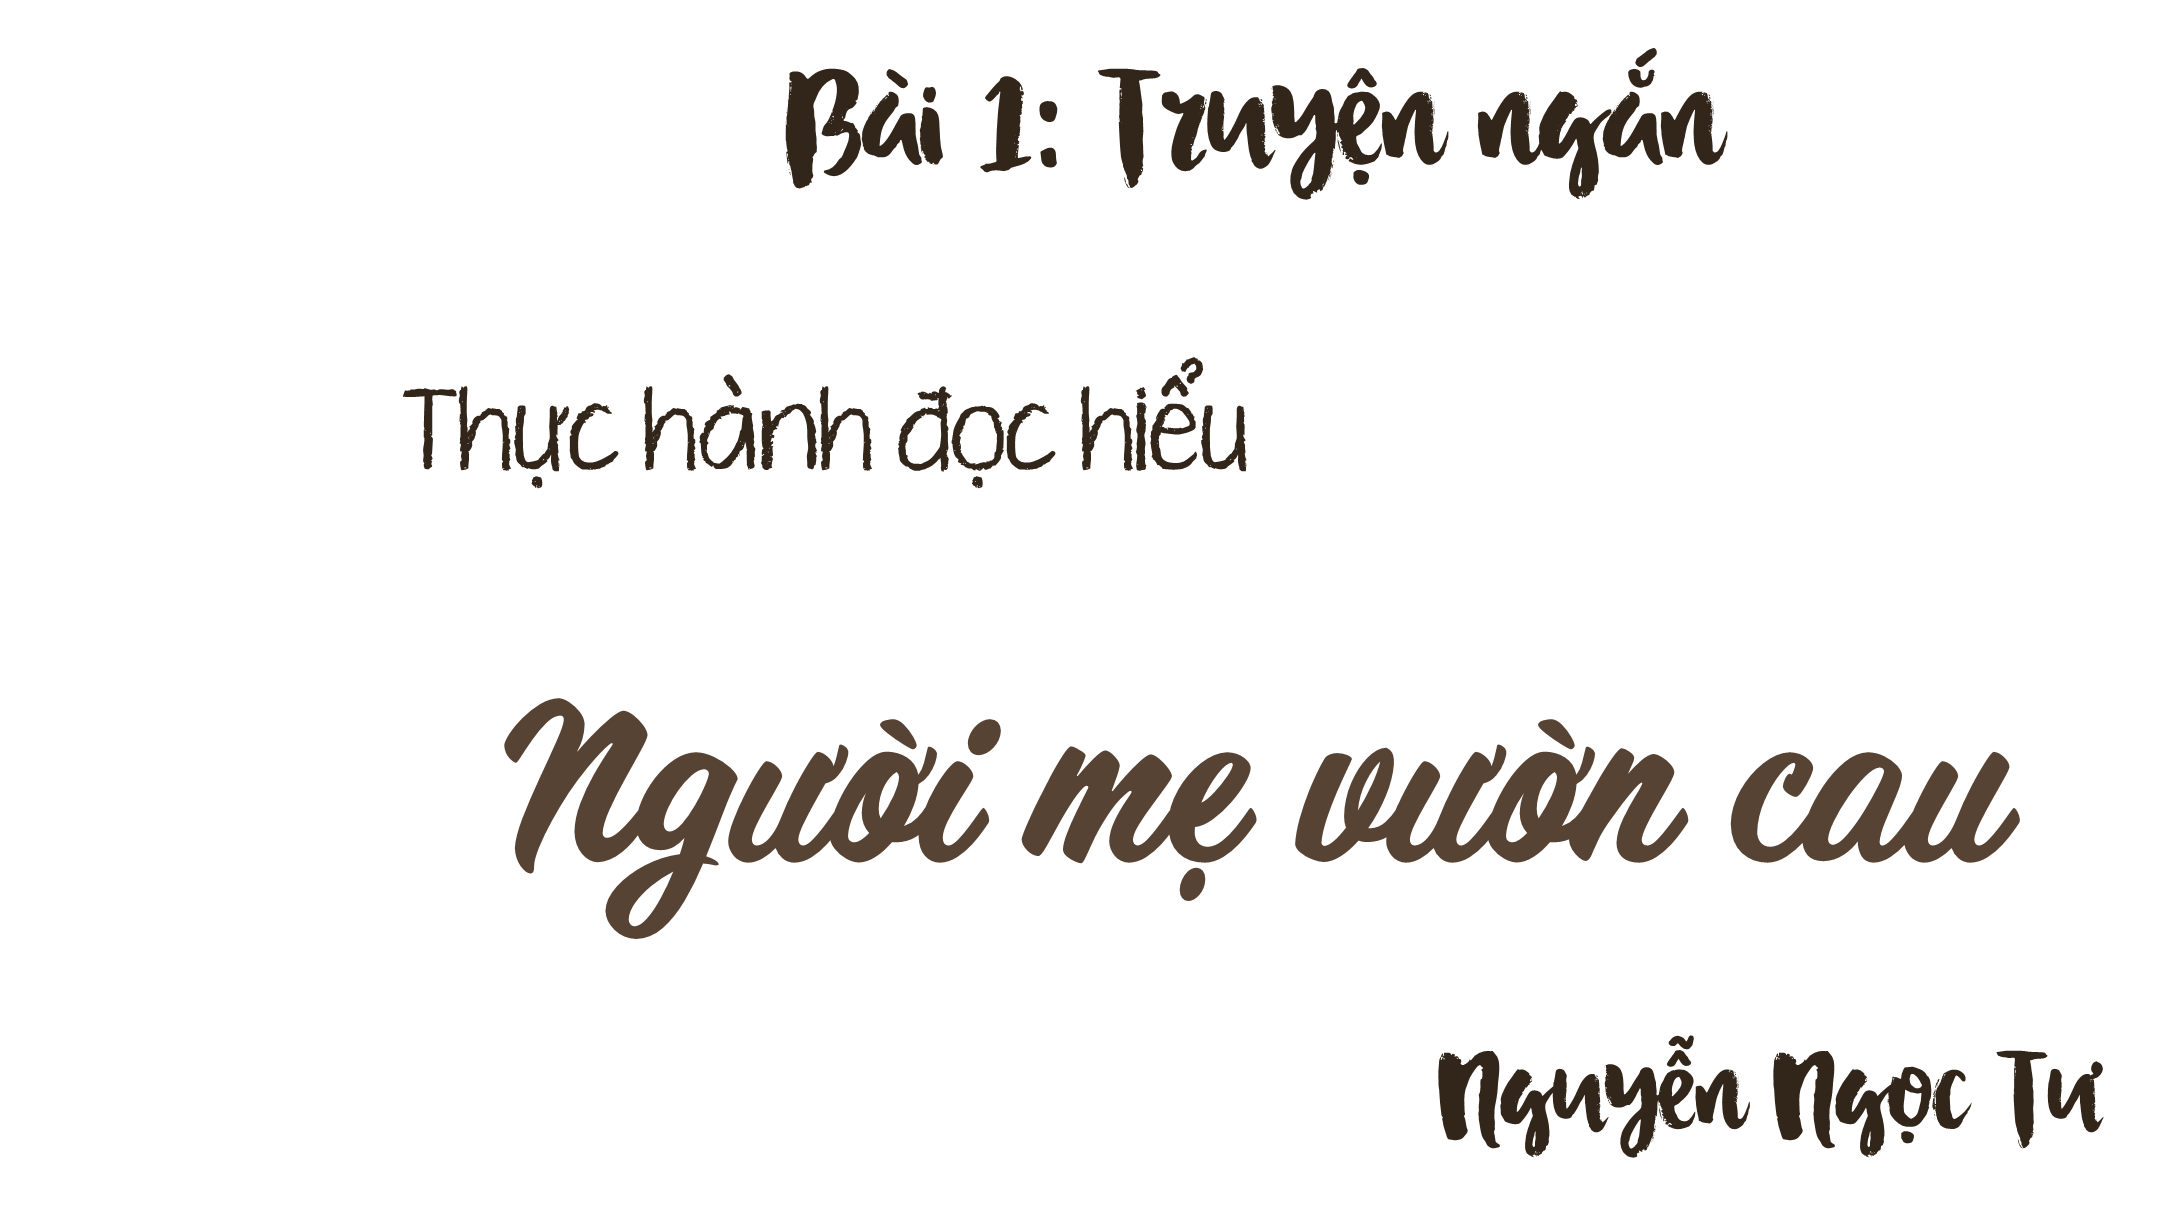 Bài 1: Truyện ngắn
Thực hành đọc hiểu
Người mẹ vườn cau
Nguyễn Ngọc Tư